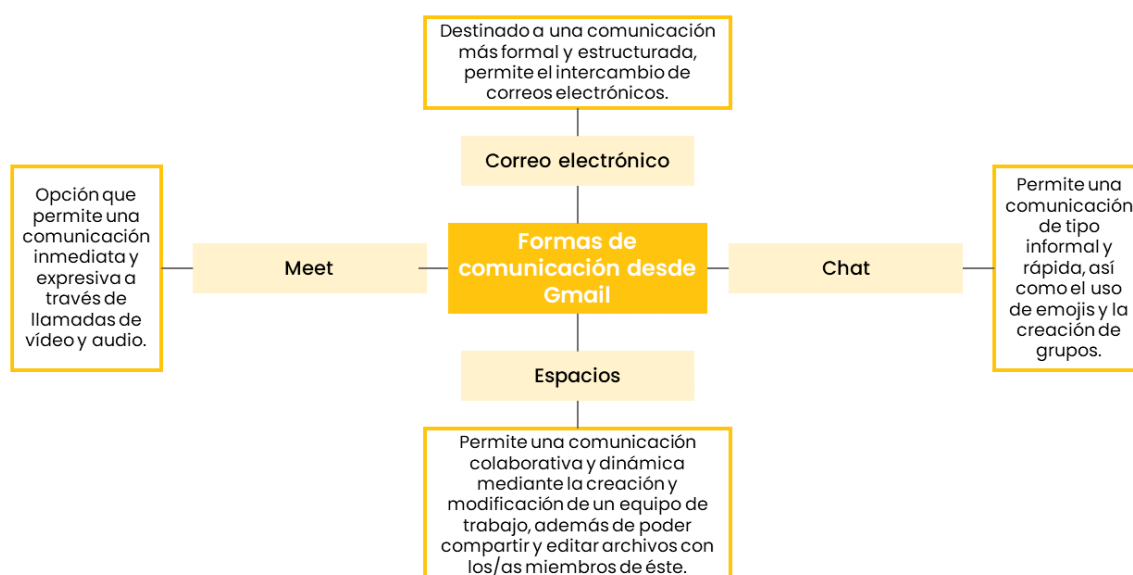 Destinado a una comunicación
más formal y estructurada,
permite el intercambio de
correos electrónicos.
Correo electrónico
Opción que
permite una
comunicación
inmediata y
expresiva a
través de
llamadas de
vídeo y audio.
Meet
Formas de
comunicación desde
Gmail
Chat
Permite una
comunicación
de tipo
informal y
rápida, así
como el uso
de emojis y la
creación de
grupos.
Espacios
Permite una comunicación
colaborativa y dinámica
mediante la creación y
modificación de un equipo de
trabajo, además de poder
compartir y editar archivos con
los/as miembros de éste.